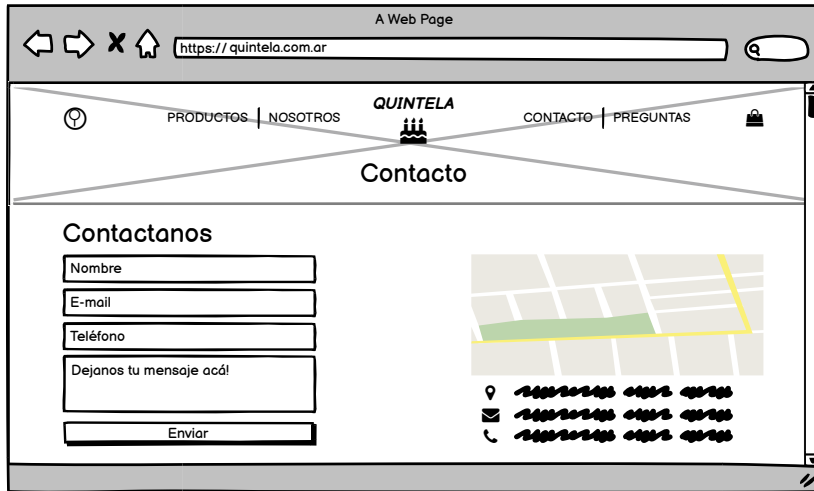 A Web Page
https:// quintela.com.ar
QUINTELA
PRODUCTOS NOSOTROS CONTACTO PREGUNTAS
Contacto
Contactanos
Nombre
E-mail
Teléfono
Dejanos tu mensaje acá!
Enviar